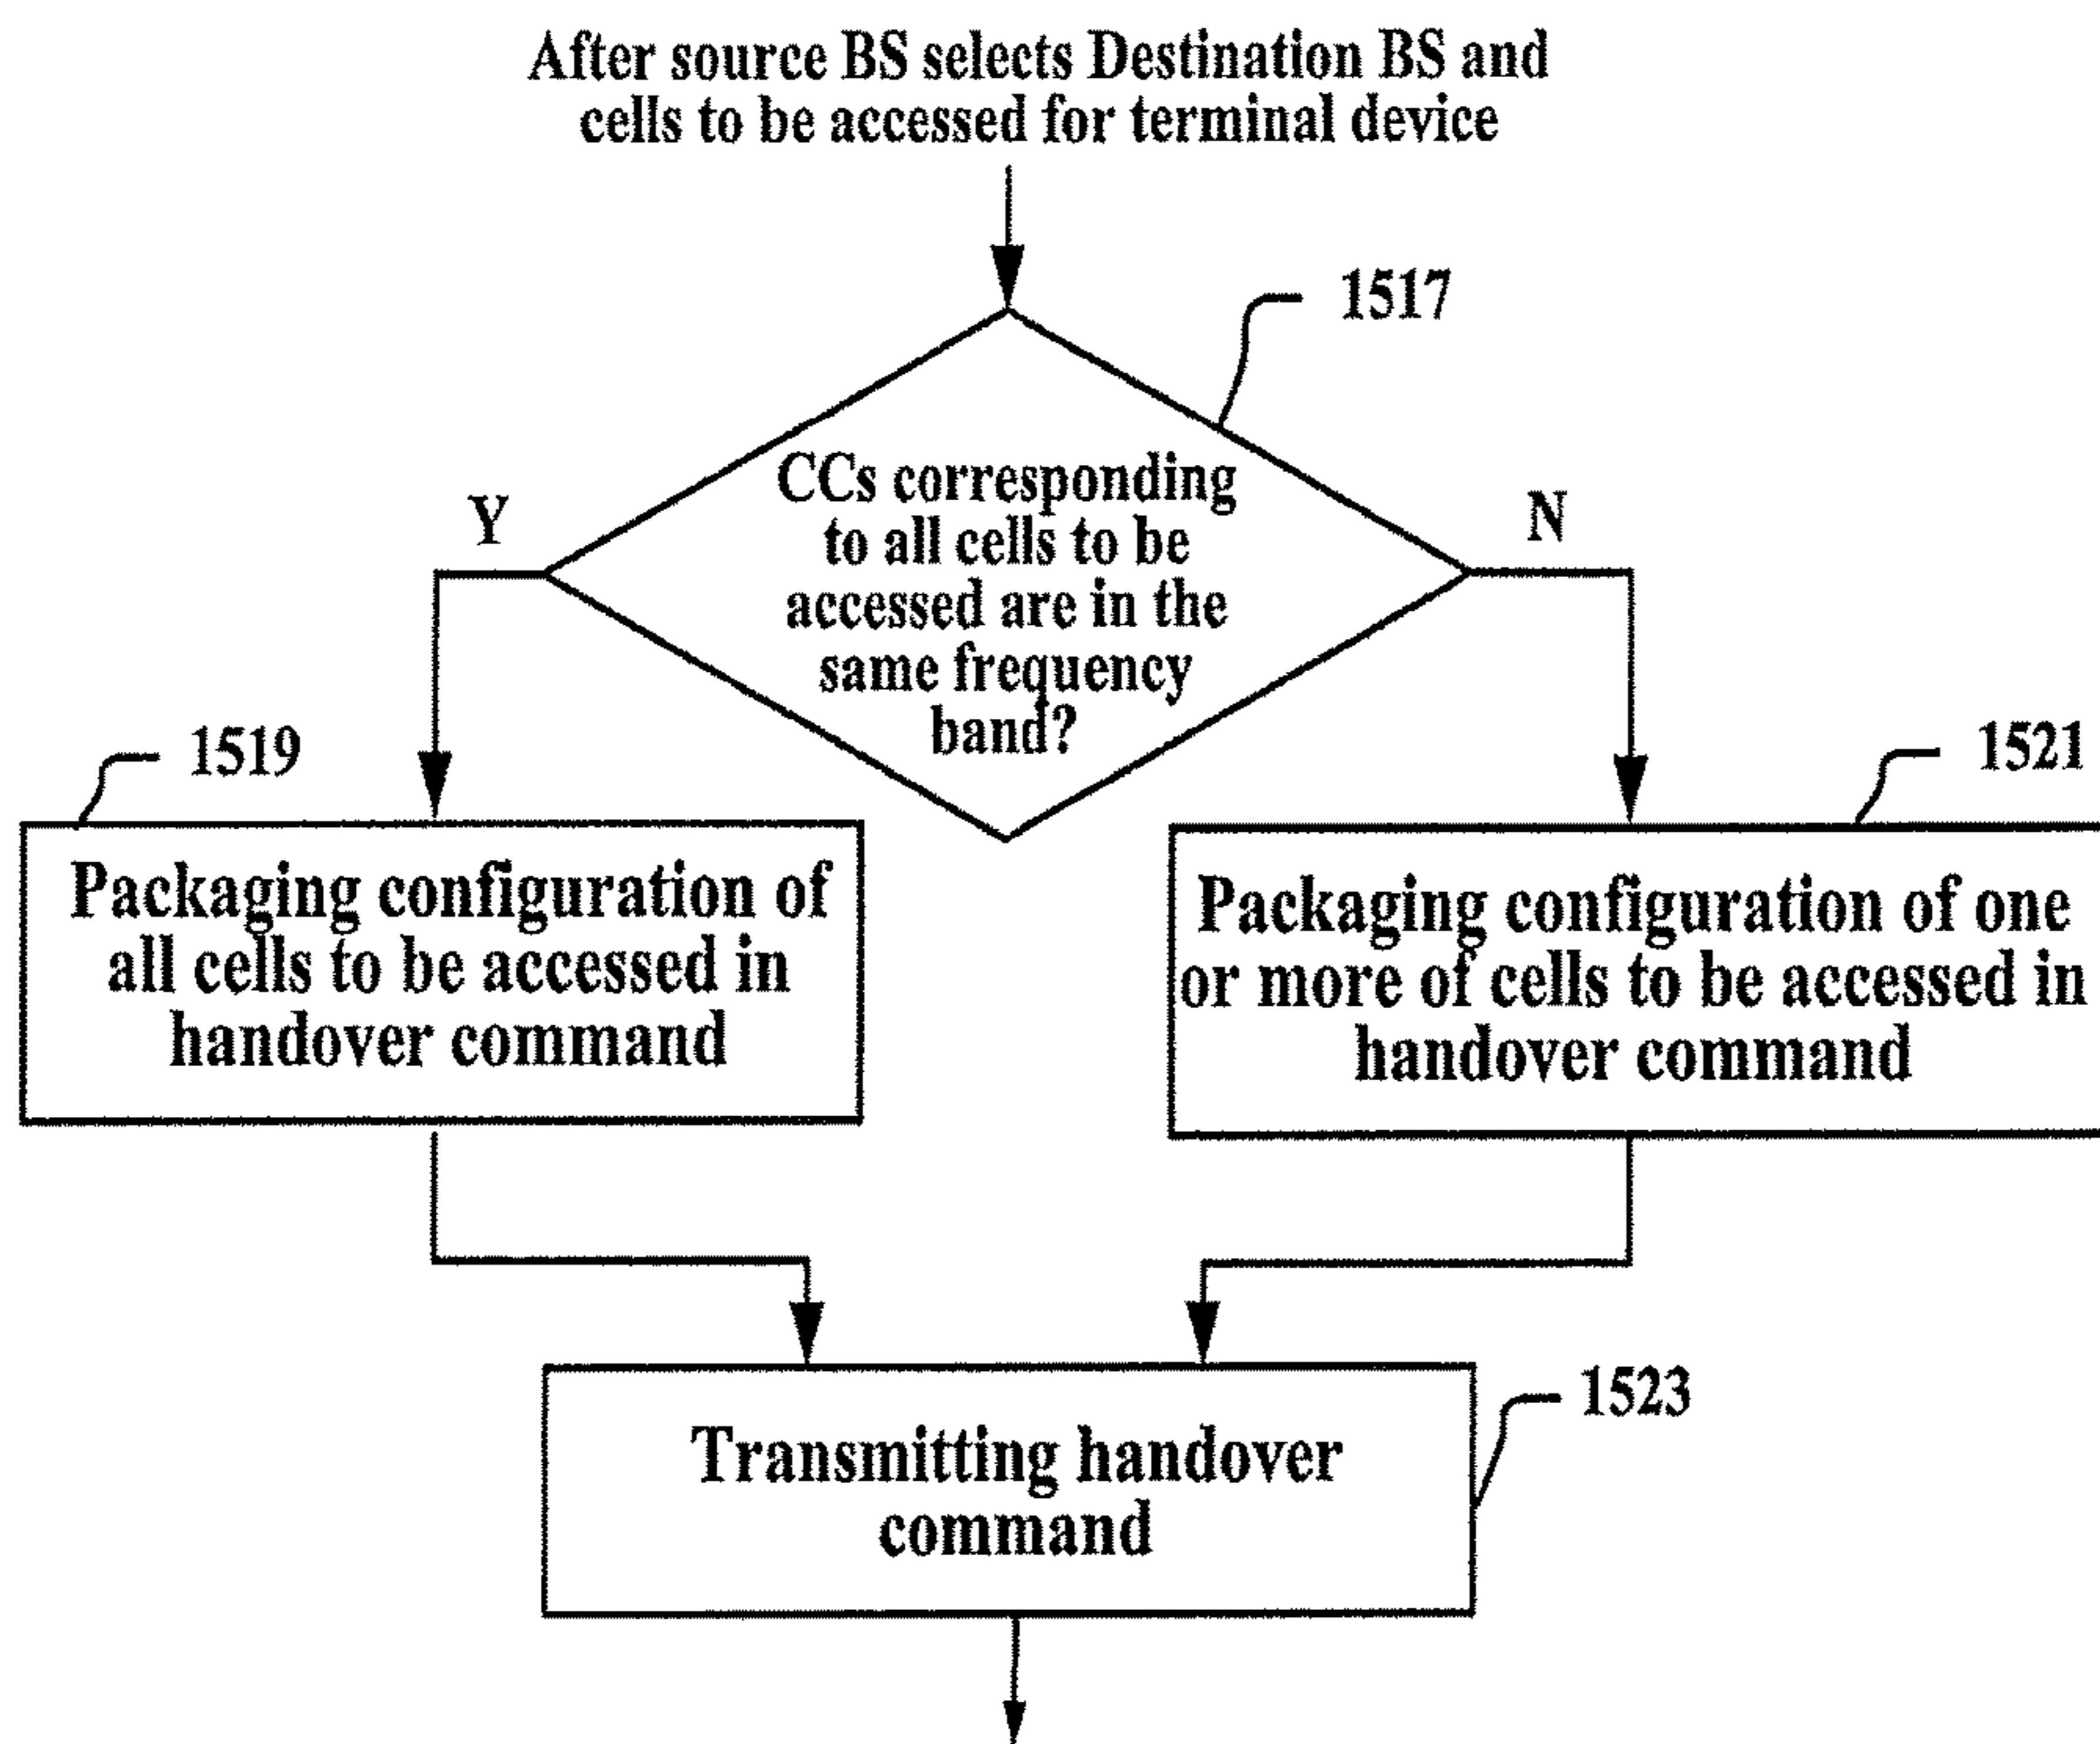 After source BS selects Destination BS and
cells to be accessed for terminal device
1517
CCs corresponding
to all cells to be
accessed are in the
same frequency
band?
Y
N
1519
1521
Packaging configuration of
all cells to be accessed in
handover command
Packaging configuration of one
or more of cells to be accessed in
handover command
1523
Transmitting handover
command